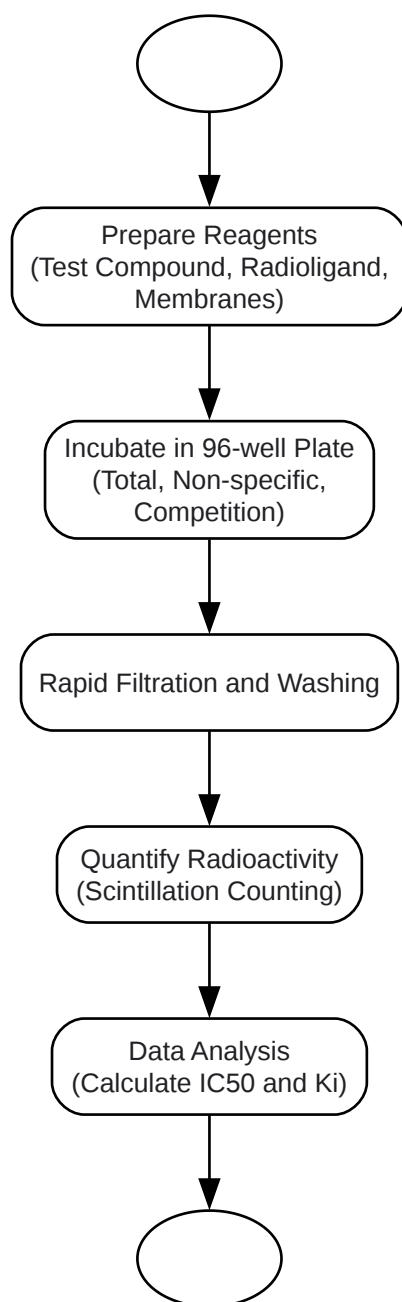 Prepare Reagents
(Test Compound, Radioligand,
Membranes)
Incubate in 96-well Plate
(Total, Non-specific,
Competition)
Rapid Filtration and Washing
Quantify Radioactivity
(Scintillation Counting)
Data Analysis
(Calculate IC50 and Ki)